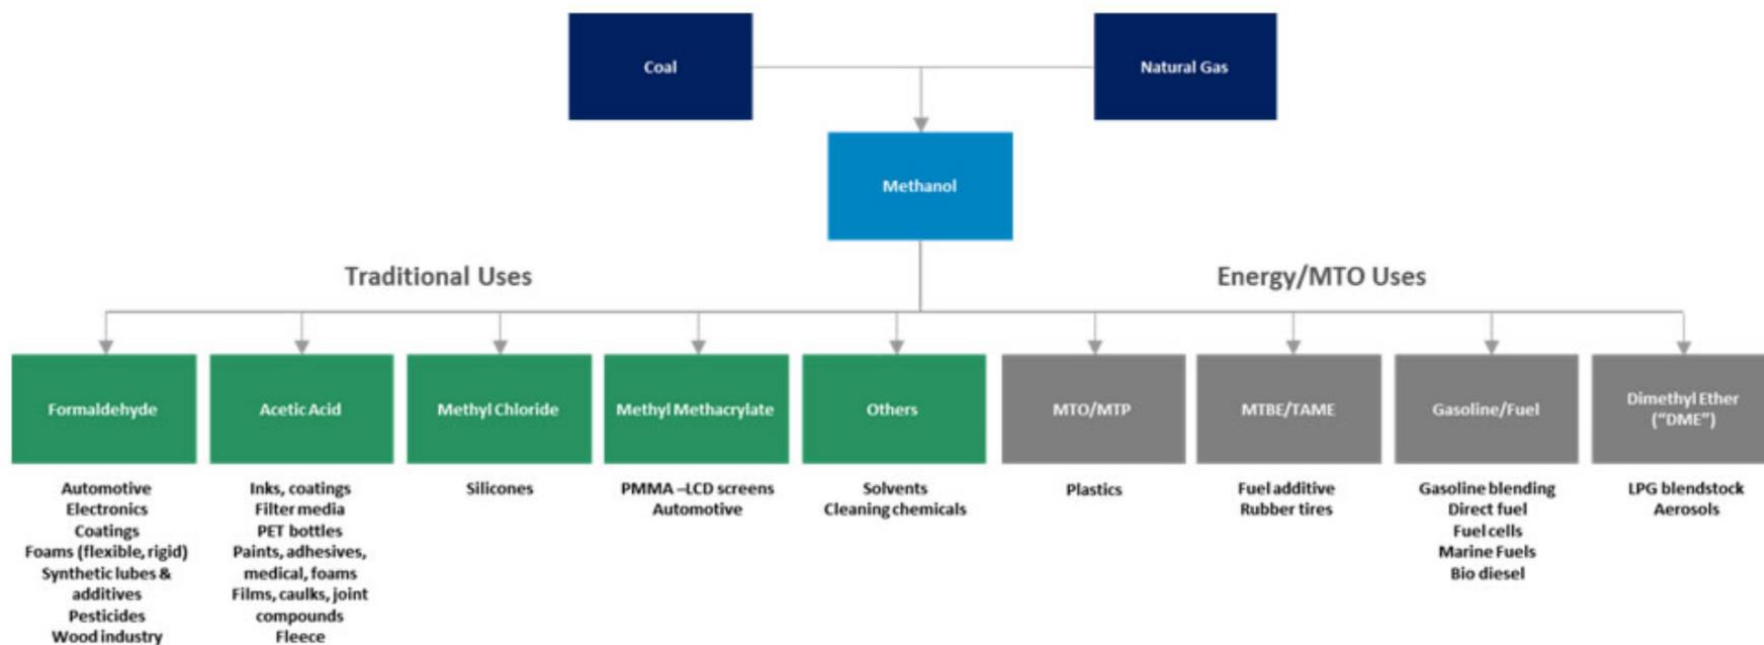 Coal
Natural Gas
Methanol
Traditional Uses
Energy/MTO Uses
Formaldehyde
Acetic Acid
Methyl Chloride
Methyl Methacrylate
Others
MTO/MTP
MTBE/TAME
Gasoline/Fuel
Dimethyl Ether
("DME")
Automotive
Electronics
Coatings
Foams (flexible, rigid)
Synthetic lubes &
additives
Pesticides
Wood industry
Inks, coatings
Filter media
PET bottles
Paints, adhesives,
medical, foams
Films, caulks, joint
compounds
Fleece
Silicones
PMMA –LCD screens
Automotive
Solvents
Cleaning chemicals
Plastics
Fuel additive
Rubber tires
Gasoline blending
Direct fuel
Fuel cells
Marine Fuels
Bio diesel
LPG blendstock
Aerosols